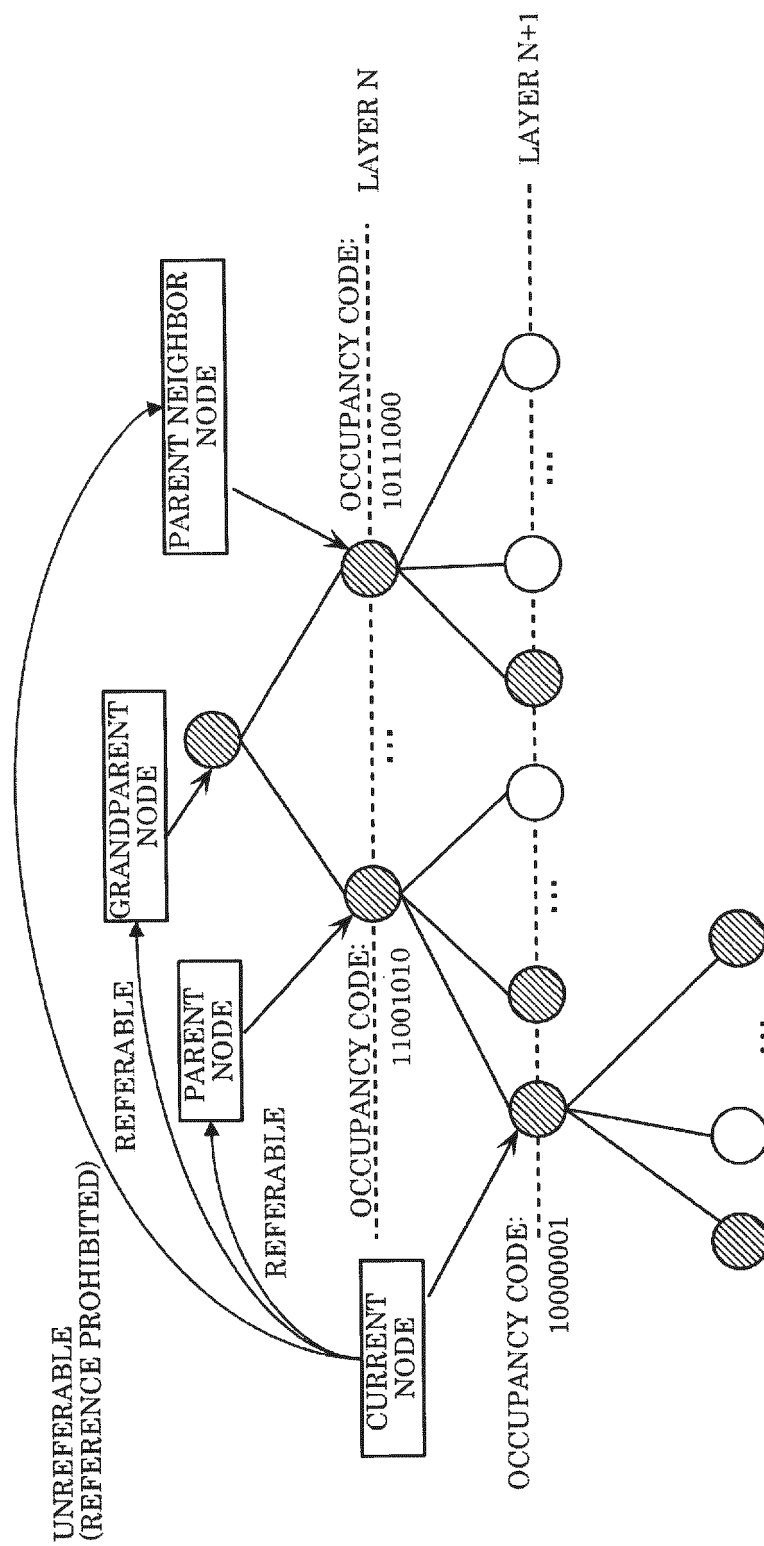 UNREFERABLE
(REFERENCE PROHIBITED)
REFERABLE
GRANDPARENT
NODE
PARENT NEIGHBOR
NODE
REFERABLE
PARENT
NODE
CURRENT
NODE
OCCUPANCY CODE:
11001010
OCCUPANCY CODE:
10111000
LAYER N
...
OCCUPANCY CODE:
10000001
...
...
LAYER N+1
...